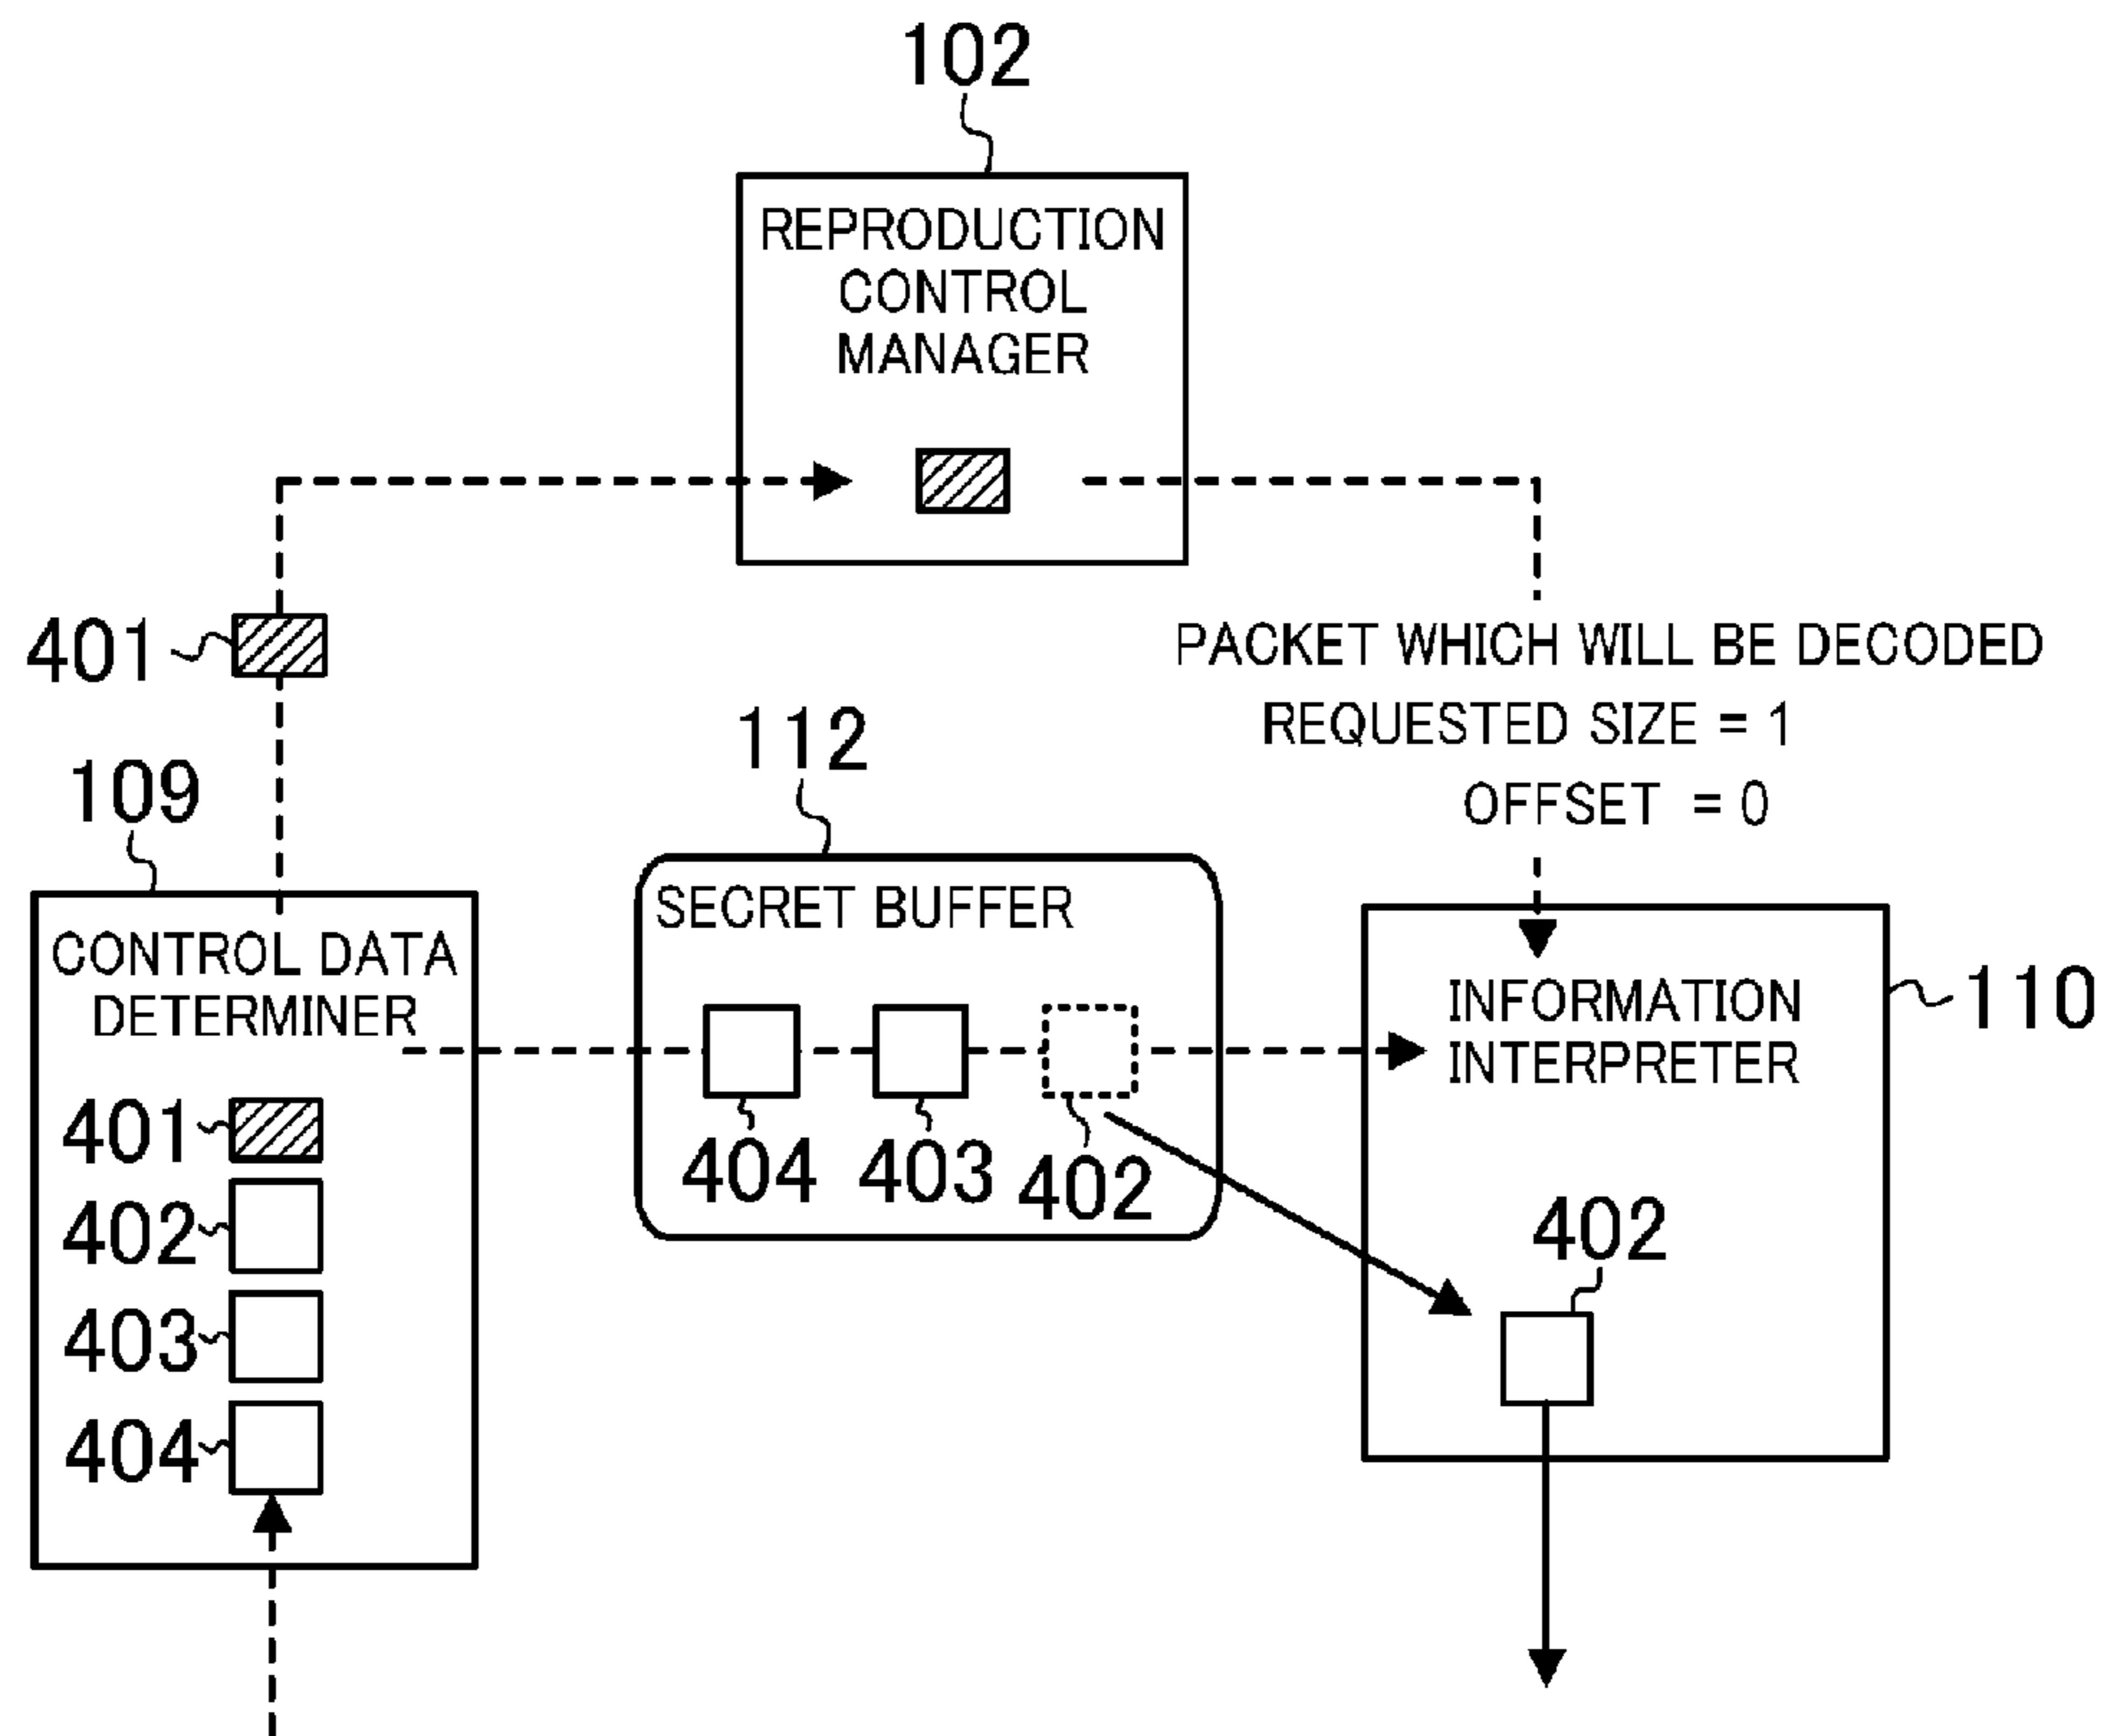 102
REPRODUCTION
CONTROL
MANAGER
401
PACKET WHICH WILL BE DECODED
REQUESTED SIZE = 1
OFFSET = 0
112
109
SECRET BUFFER
CONTROL DATA
DETERMINER
INFORMATION
INTERPRETER
110
401
402
403
404
404
403
402
402